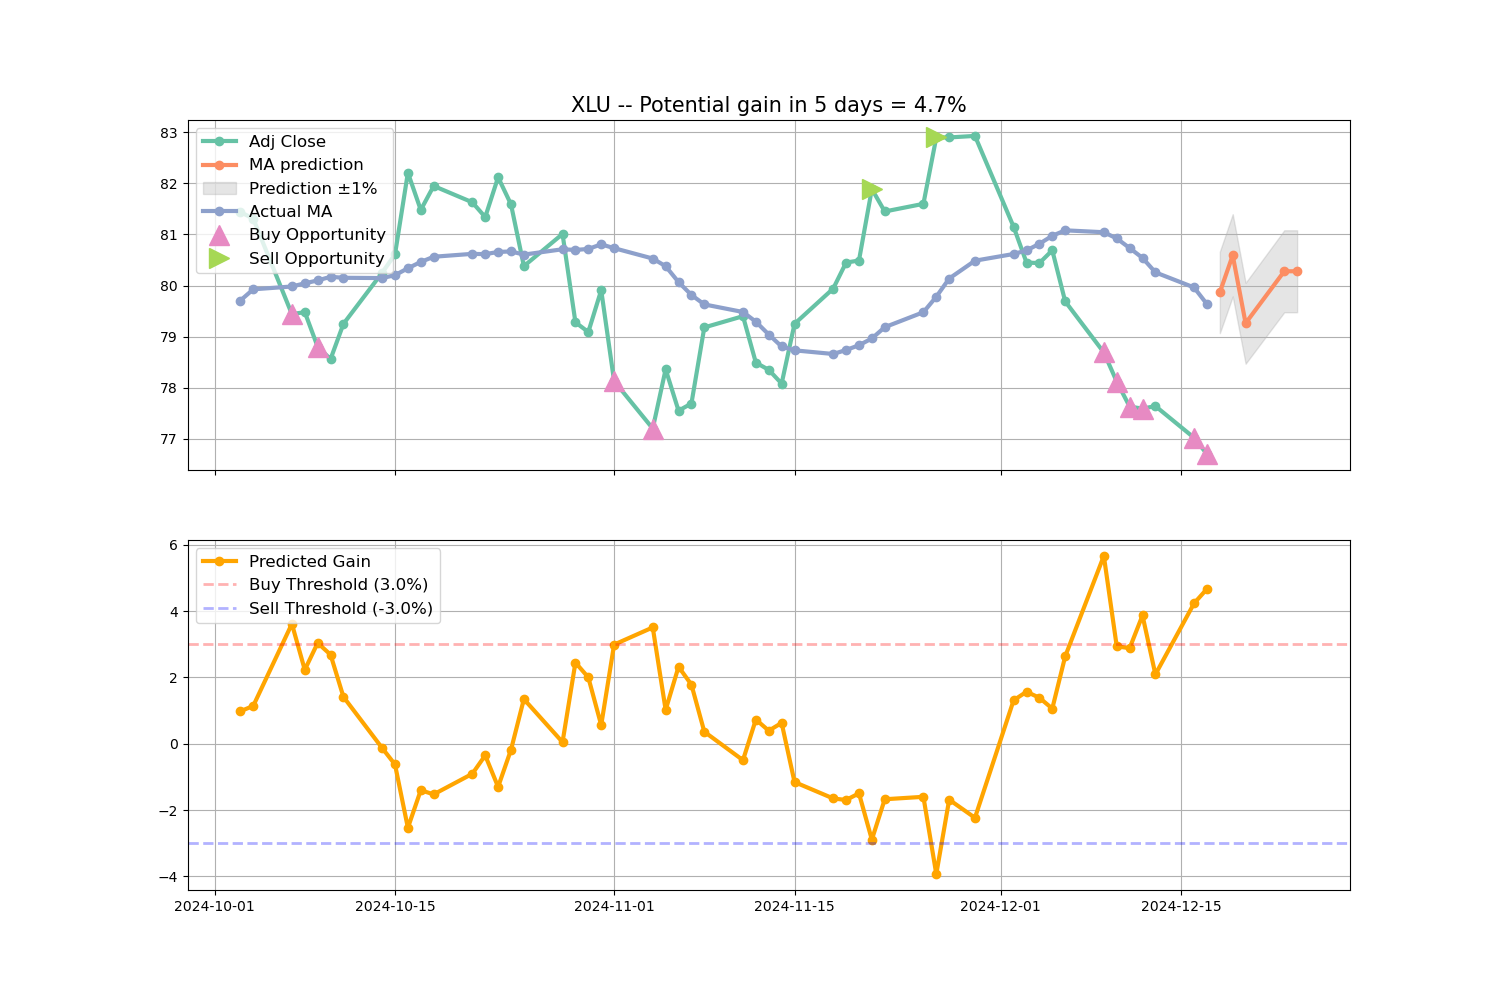 XLU -- Potential gain in 5 days = 4.7%
83
82
81
80
79
78
77
Adj Close
MA prediction
Prediction ±1%
Actual MA
Buy Opportunity
Sell Opportunity
6
4
2
0
−2
−4
Predicted Gain
Buy Threshold (3.0%)
Sell Threshold (-3.0%)
2024-10-01
2024-10-15
2024-11-01
2024-11-15
2024-12-01
2024-12-15